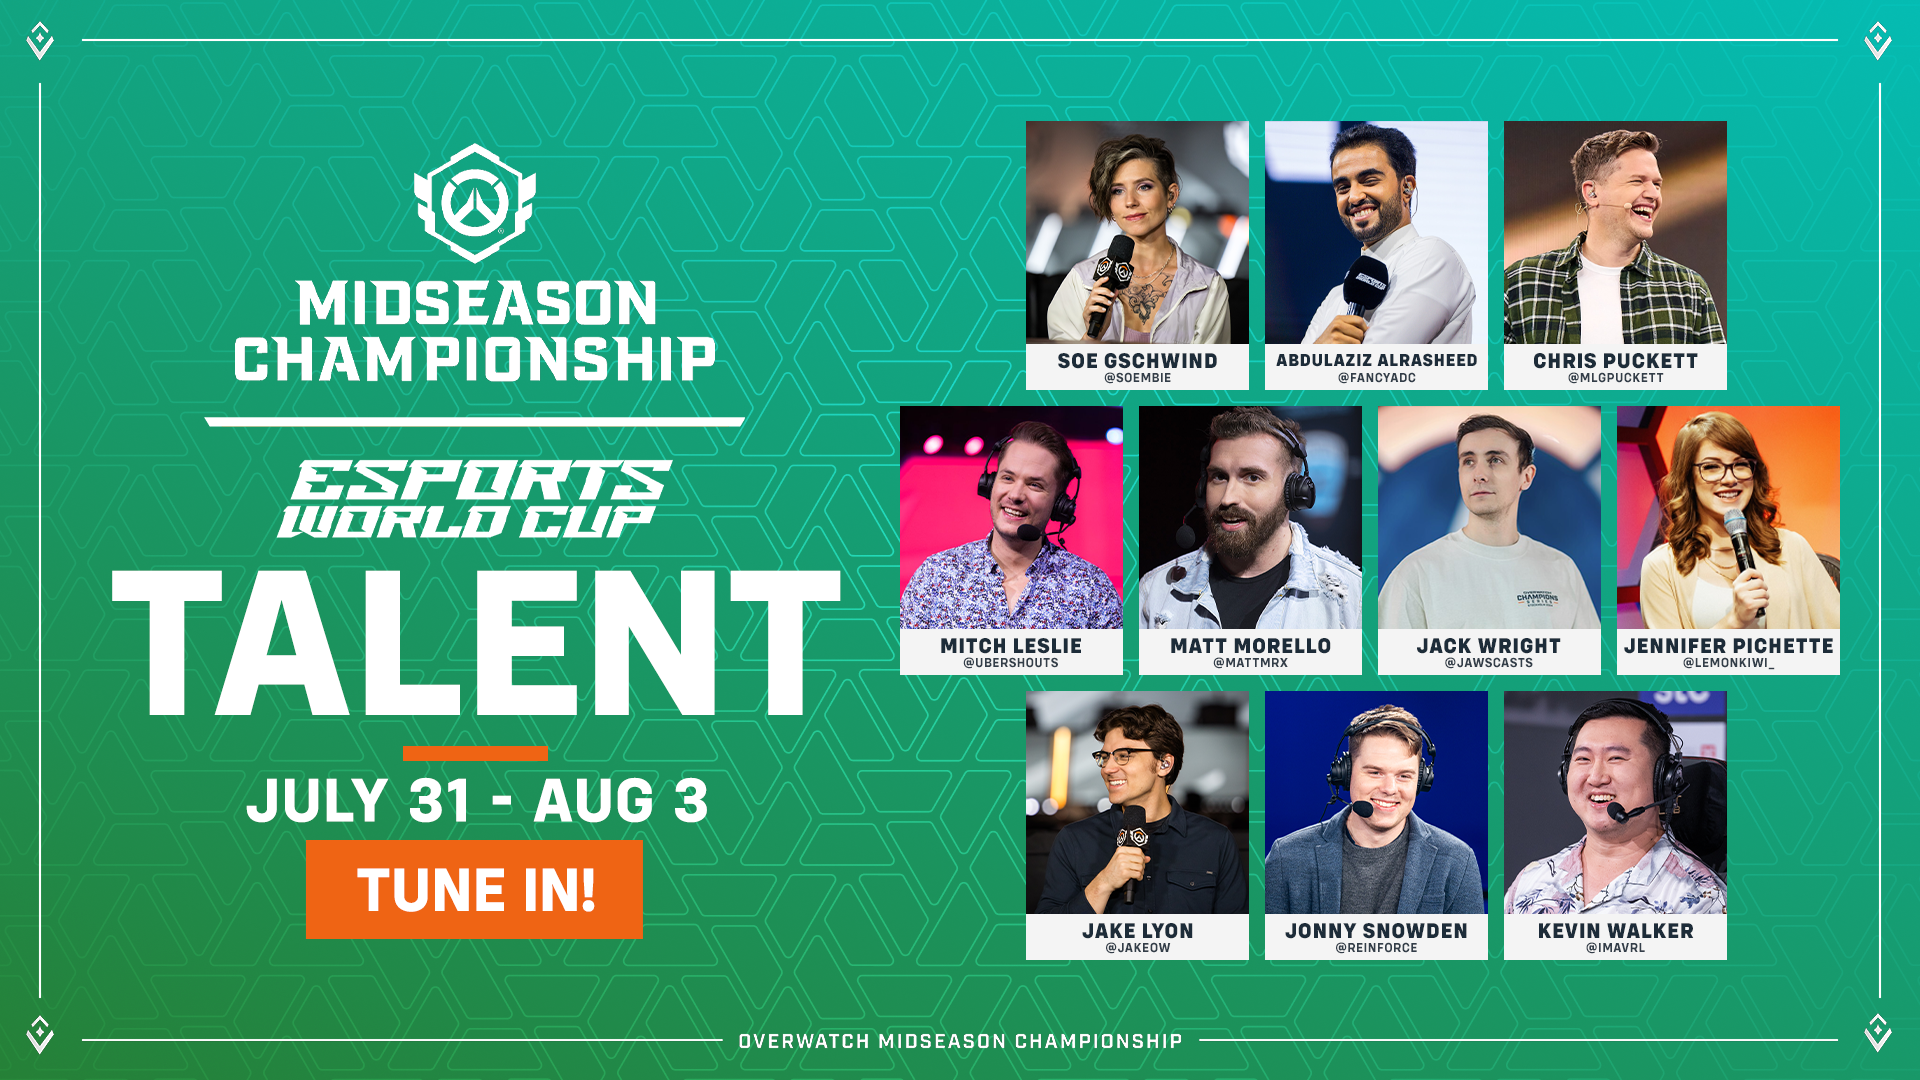 MIDSEASON
CHAMPIONSHIP
ESPORTS
WORLD CUP
TALENT
JULY 31 - AUG 3
TUNE IN!
SOE GSCHWIND
@SOEMBIE
ABDULAZIZ ALRASHEED
@FANCYADC
CHRIS PUCKETT
@MLGPUCKETT
MITCH LESLIE
@UBERSHOUTS
MATT MORELLO
@MATTMRX
CHAMPIONS
SERIES
JACK WRIGHT
@JAWSCASTS
JENNIFER PICHETTE
@LEMONKIWI_
JAKE LYON
@JAKEOW
JONNY SNOWDEN
@REINFORCE
KEVIN WALKER
@IMAVRL
OVERWATCH MIDSEASON CHAMPIONSHIP